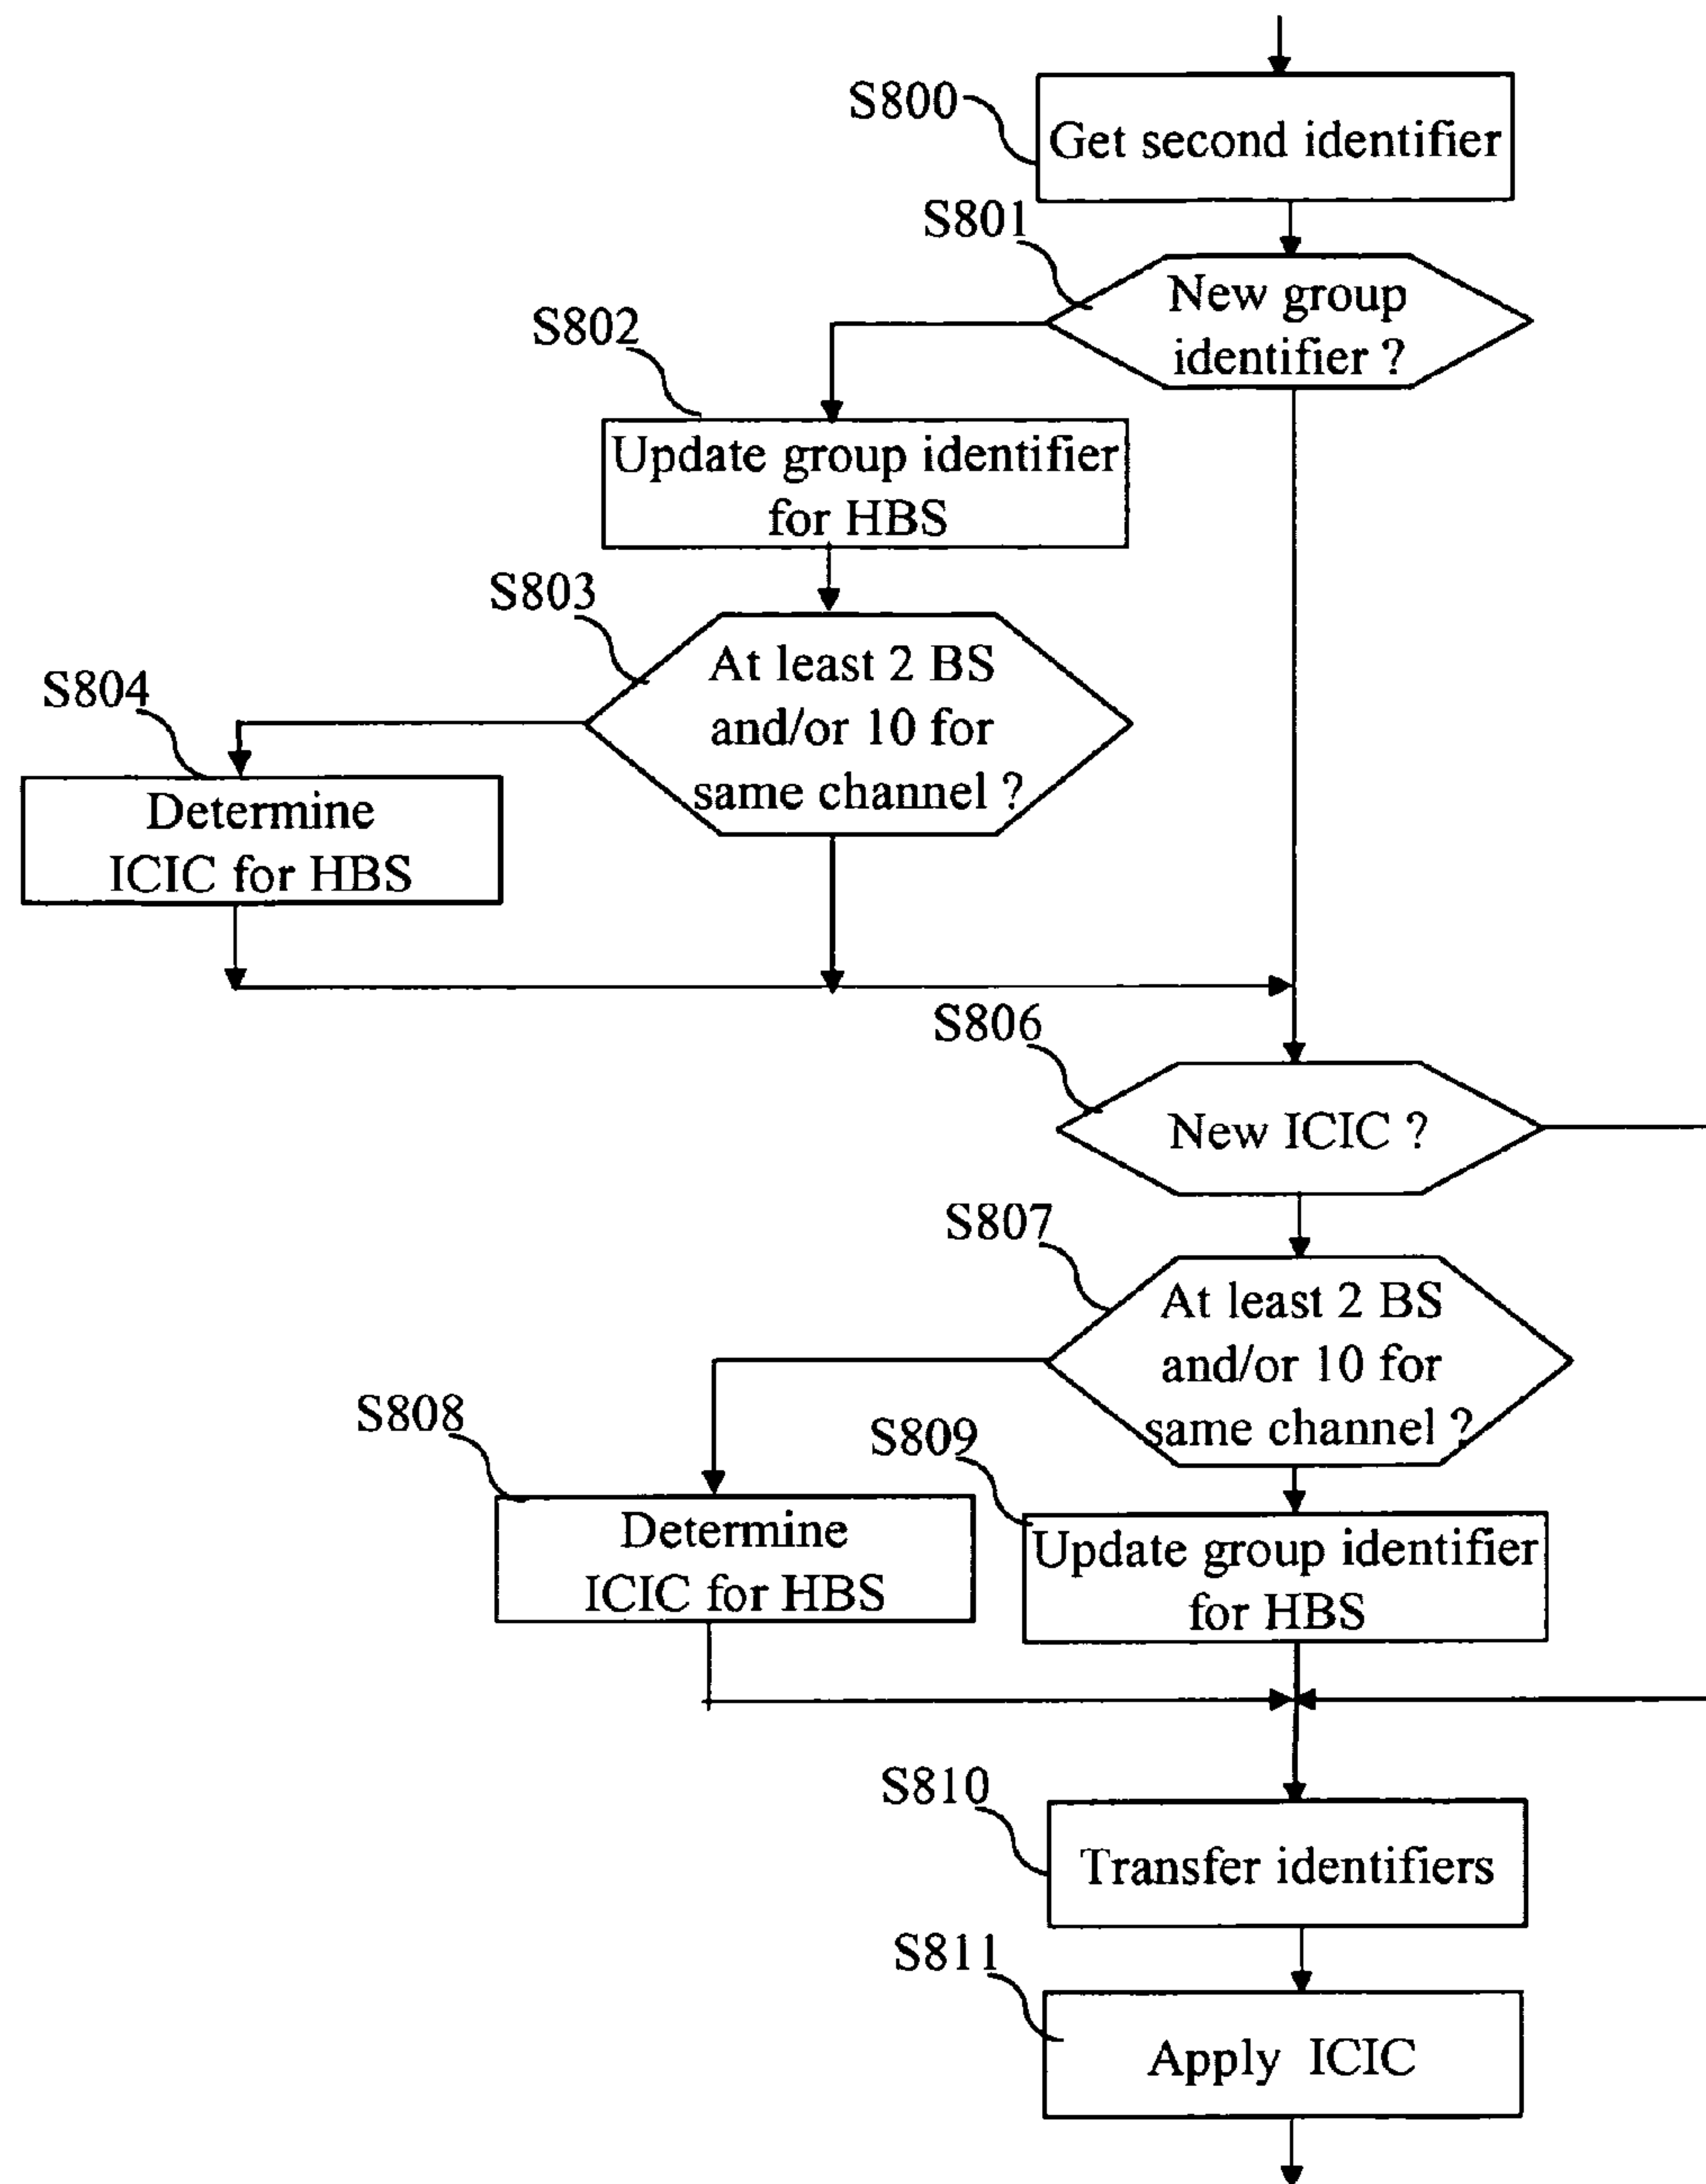 S800
Get second identifier
S801
New group
identifier ?
S802
Update group identifier
for HBS
S803
At least 2 BS
and/or 10 for
same channel ?
S804
Determine
ICIC for HBS
S806
New ICIC ?
S807
At least 2 BS
and/or 10 for
same channel ?
S808
Determine
ICIC for HBS
S809
Update group identifier
for HBS
S810
Transfer identifiers
S811
Apply ICIC